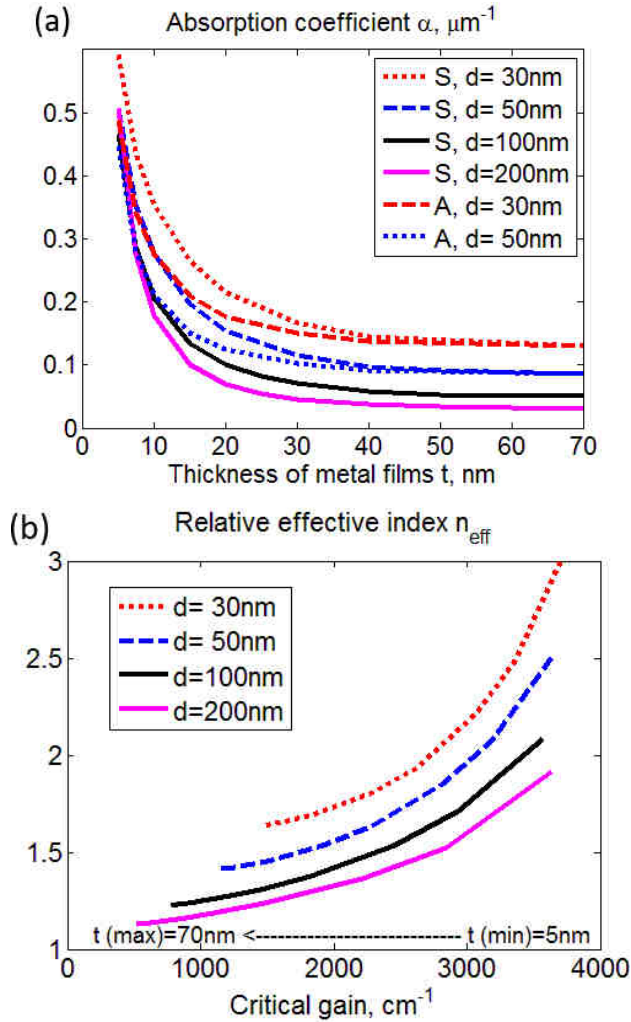 (a)
Absorption coefficient α, μm⁻¹
S, d= 30nm
S, d= 50nm
S, d=100nm
S, d=200nm
A, d= 30nm
A, d= 50nm
0.5
0.4
0.3
0.2
0.1
0
0 10 20 30 40 50 60 70
Thickness of metal films t, nm
(b)
Relative effective index n_eff
3
2.5
2
1.5
1
d= 30nm
d= 50nm
d=100nm
d=200nm
t (max)=70nm <---------------------- t (min)=5nm
0 1000 2000 3000 4000
Critical gain, cm⁻¹